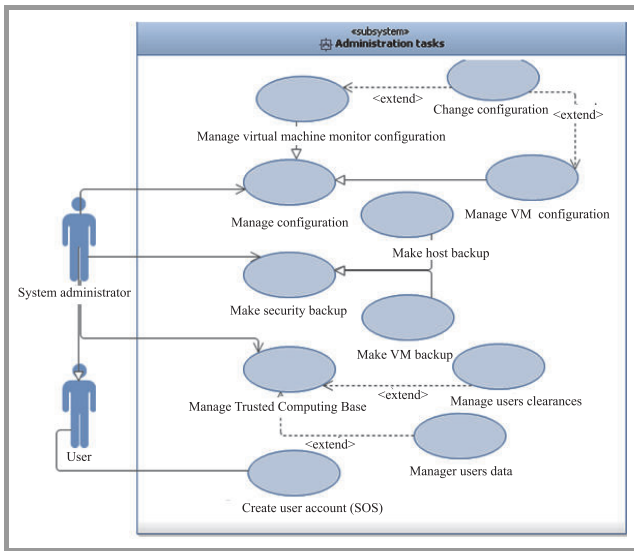 «subsystem»
Administration tasks
<extend>
Change configuration
<extend>
Manage virtual machine monitor configuration
Manage configuration
Manage VM configuration
Make host backup
System administrator
Make security backup
Make VM backup
Manage Trusted Computing Base
<extend>
Manage users clearances
<extend>
User
Manager users data
Create user account (SOS)